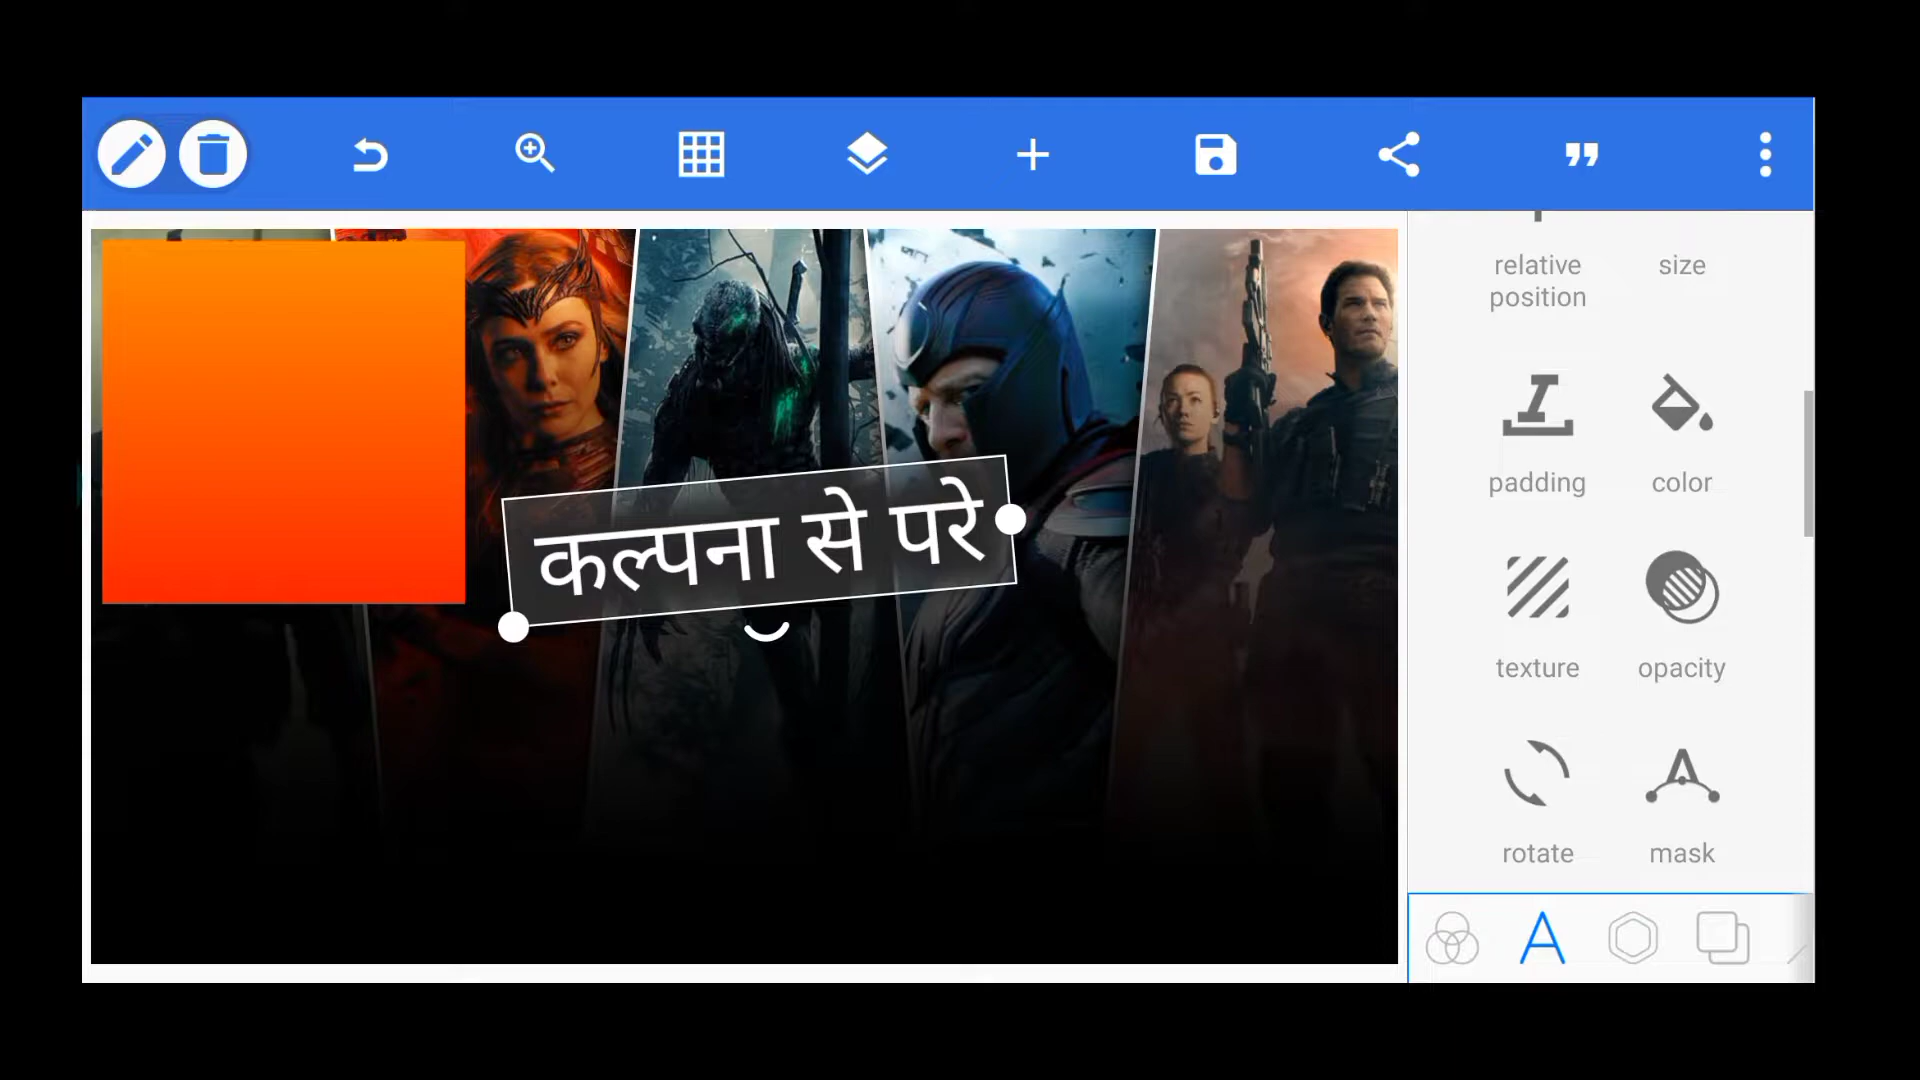 relative
position
size
कल्पना से परे
padding
color
texture
opacity
rotate
mask